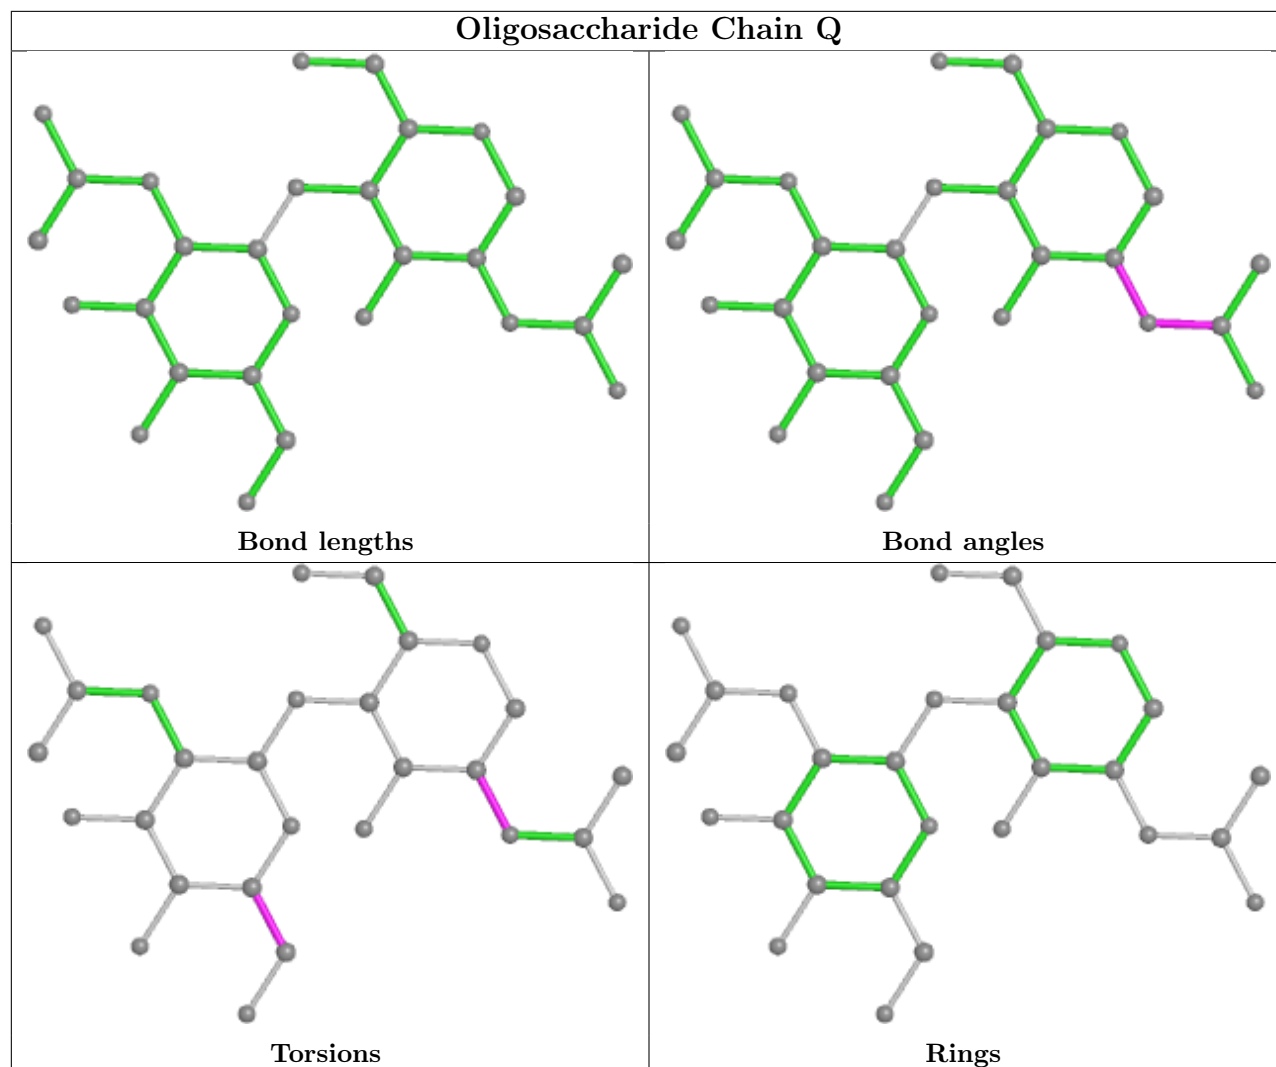 Oligosaccharide Chain Q
Bond lengths
Bond angles
Torsions
Rings